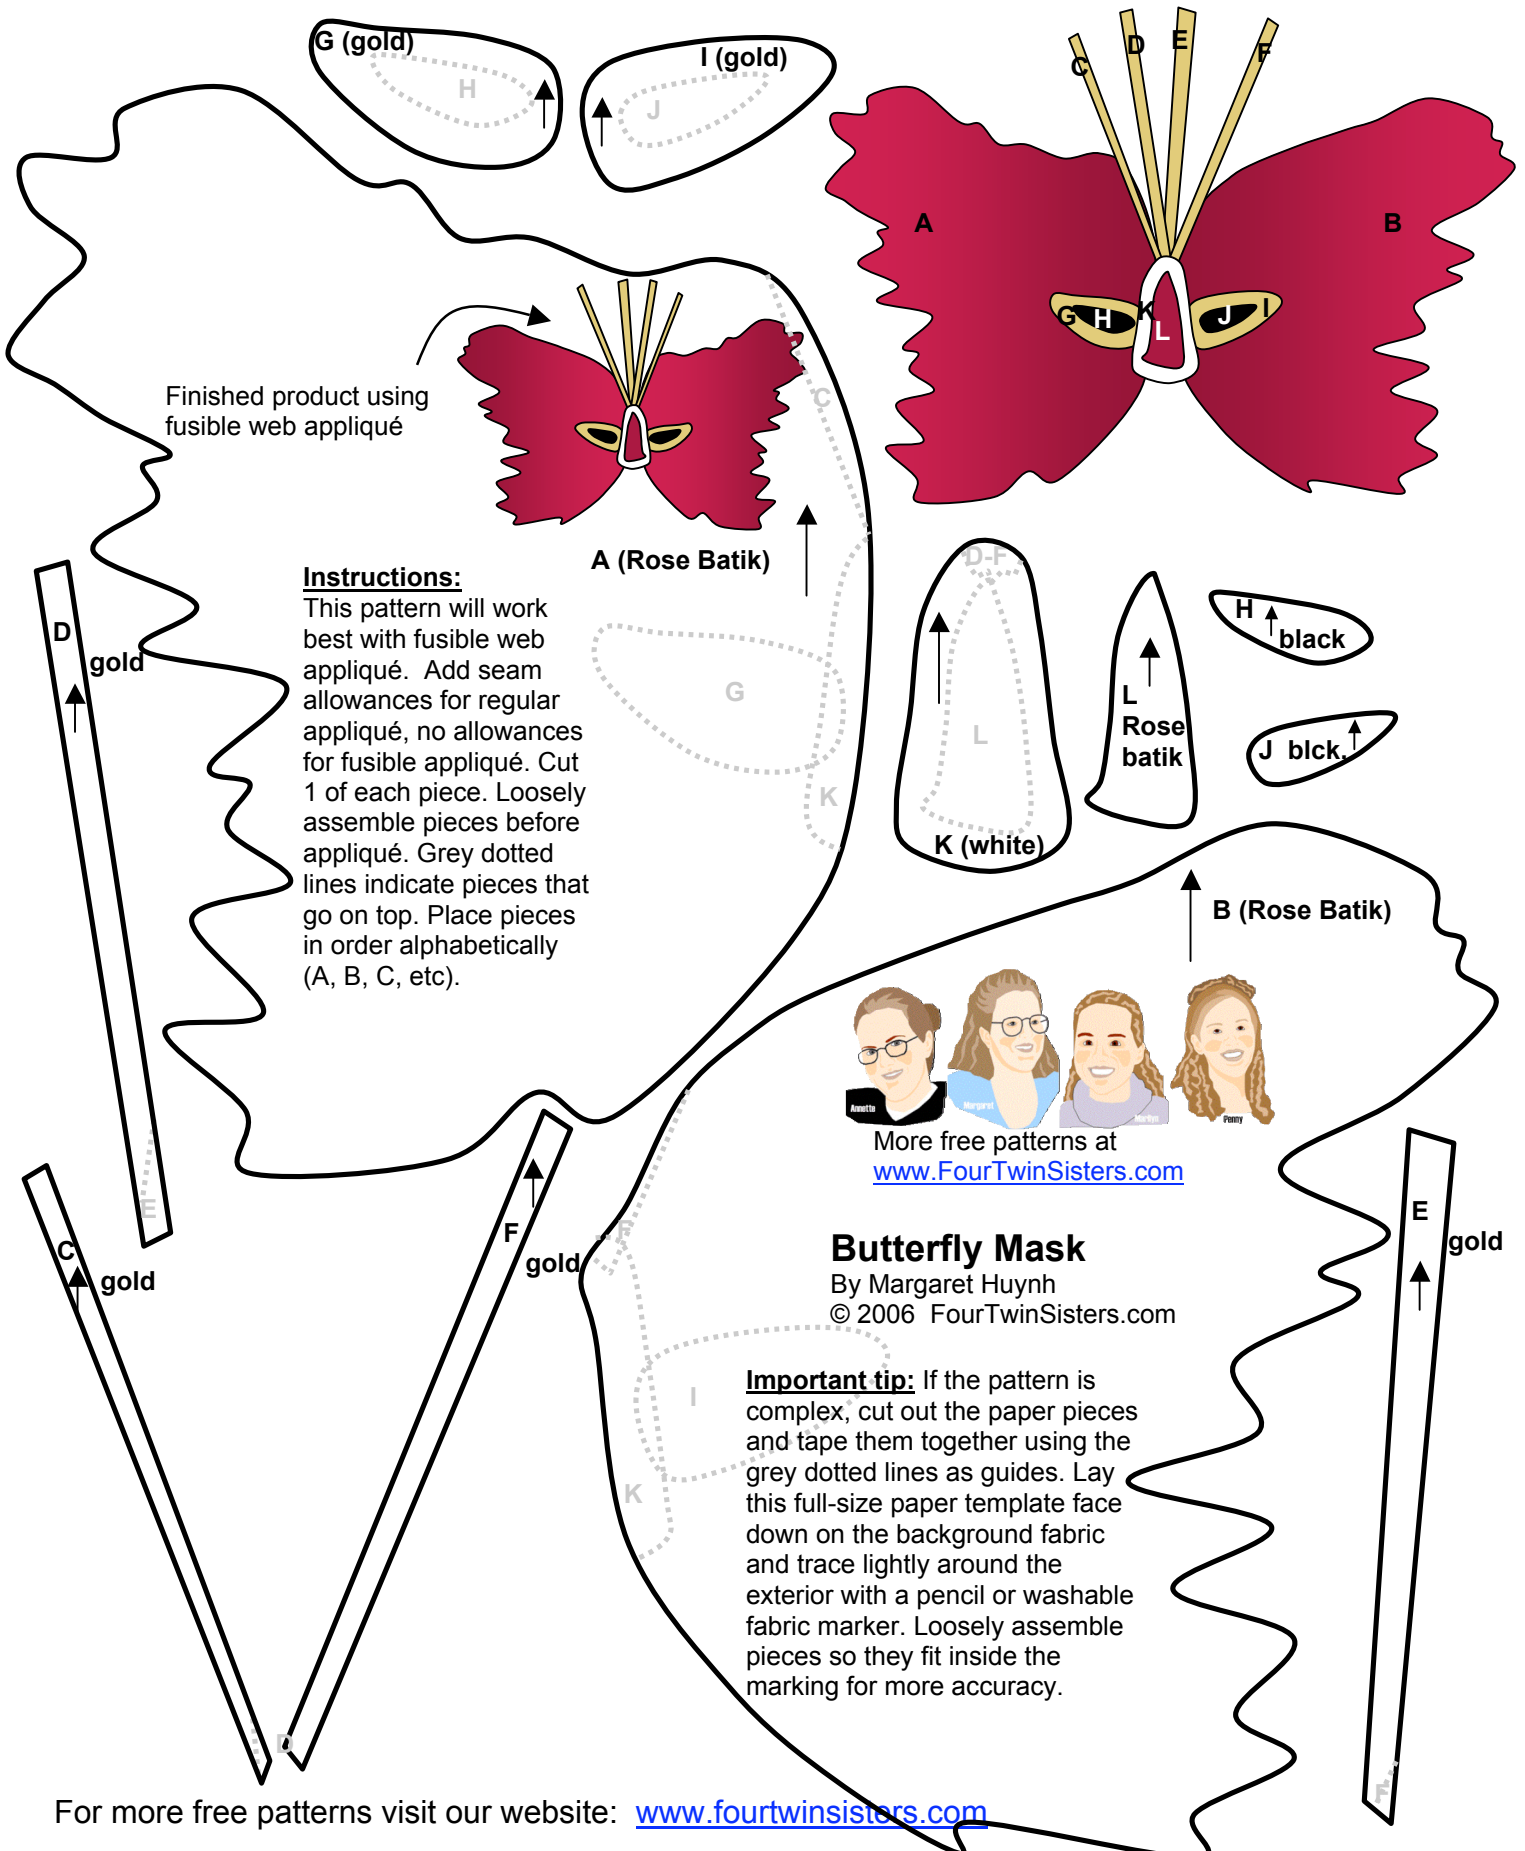 G (gold)
H
I (gold)
J
C
D
E
F
A
B
G
H
K
L
J
I
Finished product using
fusible web appliqué
C
A (Rose Batik)
Instructions:
This pattern will work
best with fusible web
appliqué.  Add seam
allowances for regular
appliqué, no allowances
for fusible appliqué. Cut
1 of each piece. Loosely
assemble pieces before
appliqué. Grey dotted
lines indicate pieces that
go on top. Place pieces
in order alphabetically
(A, B, C, etc).
G
K
D
gold
E
D-F
L
K (white)
L
Rose
batik
H
black
J  blck.
B (Rose Batik)
Annette
Margaret
Marilyn
Penny
More free patterns at
www.FourTwinSisters.com
Butterfly Mask
By Margaret Huynh
© 2006  FourTwinSisters.com
C
gold
D
F
gold
F
I
K
E
gold
F
Important tip: If the pattern is
complex, cut out the paper pieces
and tape them together using the
grey dotted lines as guides. Lay
this full-size paper template face
down on the background fabric
and trace lightly around the
exterior with a pencil or washable
fabric marker. Loosely assemble
pieces so they fit inside the
marking for more accuracy.
For more free patterns visit our website:  www.fourtwinsisters.com